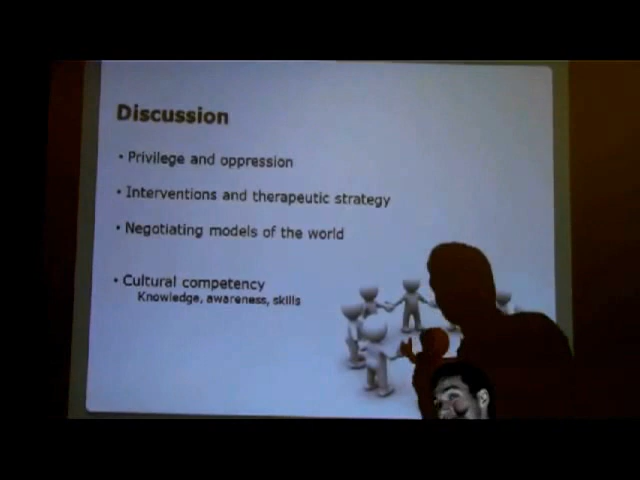 Discussion
• Privilege and oppression
• Interventions and therapeutic strategy
• Negotiating models of the world
• Cultural competency
Knowledge, awareness, skills